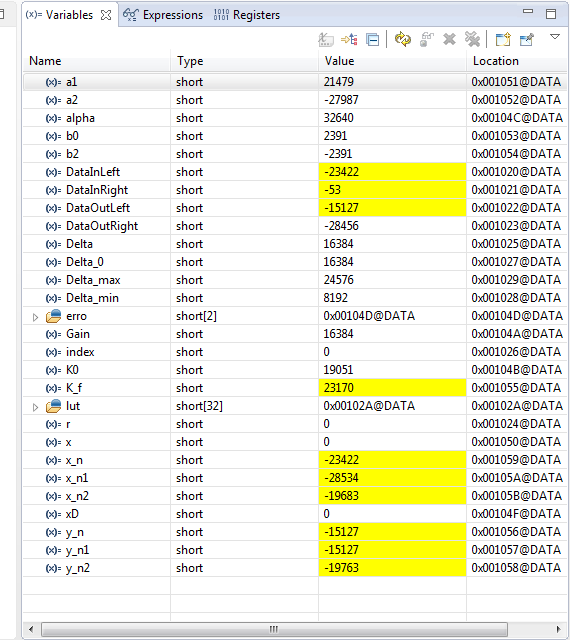 (x)= Variables Expressions 1010 0101 Registers
Name Type Value Location
(x)= a1 short 21479 0x001051@DATA
(x)= a2 short -27987 0x001052@DATA
(x)= alpha short 32640 0x00104C@DATA
(x)= b0 short 2391 0x001053@DATA
(x)= b2 short -2391 0x001054@DATA
(x)= DataInLeft short -23422 0x001020@DATA
(x)= DataInRight short -53 0x001021@DATA
(x)= DataOutLeft short -15127 0x001022@DATA
(x)= DataOutRight short -28456 0x001023@DATA
(x)= Delta short 16384 0x001025@DATA
(x)= Delta_0 short 16384 0x001027@DATA
(x)= Delta_max short 24576 0x001029@DATA
(x)= Delta_min short 8192 0x001028@DATA
erro short[2] 0x00104D@DATA 0x00104D@DATA
(x)= Gain short 16384 0x00104A@DATA
(x)= index short 0 0x001026@DATA
(x)= K0 short 19051 0x00104B@DATA
(x)= K_f short 23170 0x001055@DATA
lut short[32] 0x00102A@DATA 0x00102A@DATA
(x)= r short 0 0x001024@DATA
(x)= x short 0 0x001050@DATA
(x)= x_n short -23422 0x001059@DATA
(x)= x_n1 short -28534 0x00105A@DATA
(x)= x_n2 short -19683 0x00105B@DATA
(x)= xD short 0 0x00104F@DATA
(x)= y_n short -15127 0x001056@DATA
(x)= y_n1 short -15127 0x001057@DATA
(x)= y_n2 short -19763 0x001058@DATA